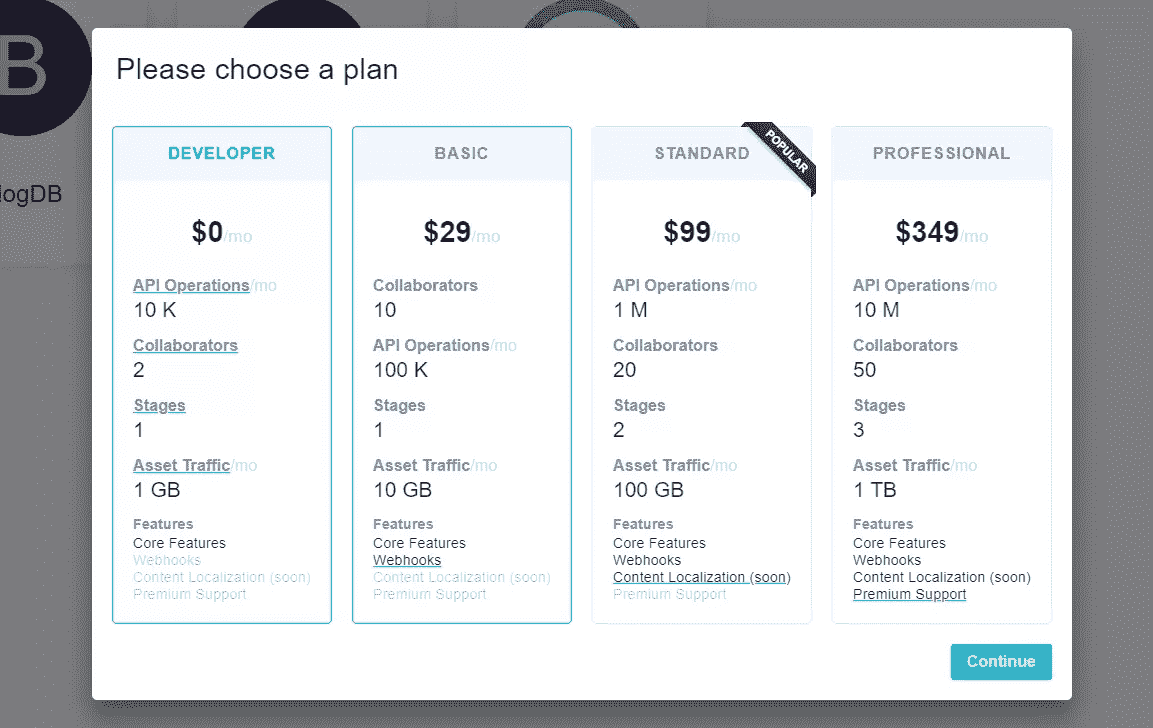 B
logDB
Please choose a plan
DEVELOPER
$0/mo
API Operations/mo
10 K
Collaborators
2
Stages
1
Asset Traffic/mo
1 GB
Features
Core Features
Webhooks
Content Localization (soon)
Premium Support
BASIC
$29/mo
Collaborators
10
API Operations/mo
100 K
Stages
1
Asset Traffic/mo
10 GB
Features
Core Features
Webhooks
Content Localization (soon)
Premium Support
STANDARD
POPULAR
$99/mo
API Operations/mo
1 M
Collaborators
20
Stages
2
Asset Traffic/mo
100 GB
Features
Core Features
Webhooks
Content Localization (soon)
Premium Support
PROFESSIONAL
$349/mo
API Operations/mo
10 M
Collaborators
50
Stages
3
Asset Traffic/mo
1 TB
Features
Core Features
Webhooks
Content Localization (soon)
Premium Support
Continue